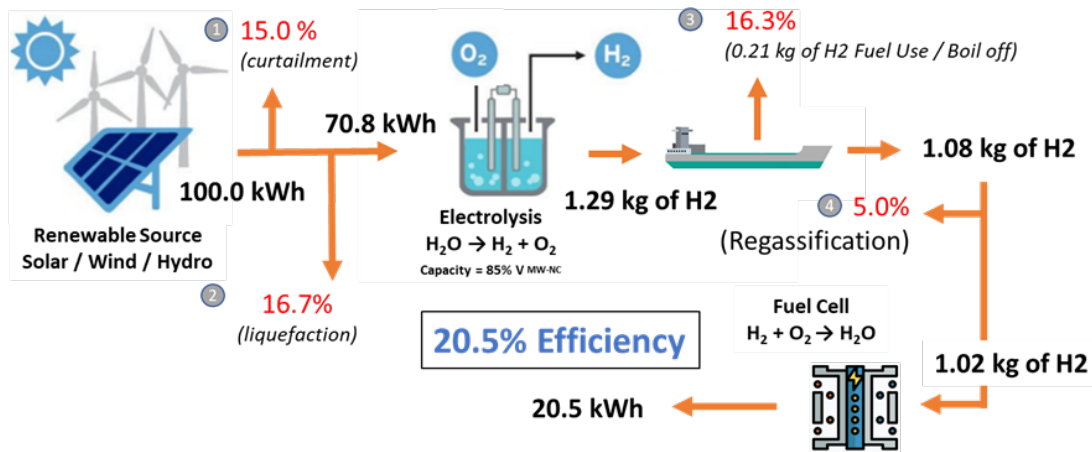 1
15.0 %
(curtailment)
O₂
H₂
3
16.3%
(0.21 kg of H2 Fuel Use / Boil off)
70.8 kWh
100.0 kWh
1.29 kg of H2
1.08 kg of H2
Renewable Source
Solar / Wind / Hydro
Electrolysis
H₂O → H₂ + O₂
Capacity = 85% V MW-NC
4
5.0%
(Regassification)
2
16.7%
(liquefaction)
20.5% Efficiency
Fuel Cell
H₂ + O₂ → H₂O
1.02 kg of H2
20.5 kWh